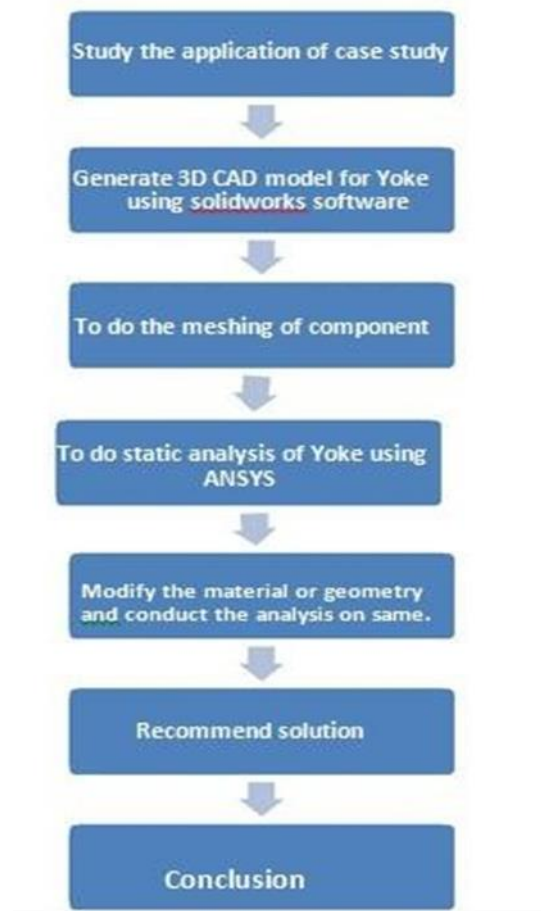 Study the application of case study
Generate 3D CAD model for Yoke
using solidworks software
To do the meshing of component
To do static analysis of Yoke using
ANSYS
Modify the material or geometry
and conduct the analysis on same.
Recommend solution
Conclusion